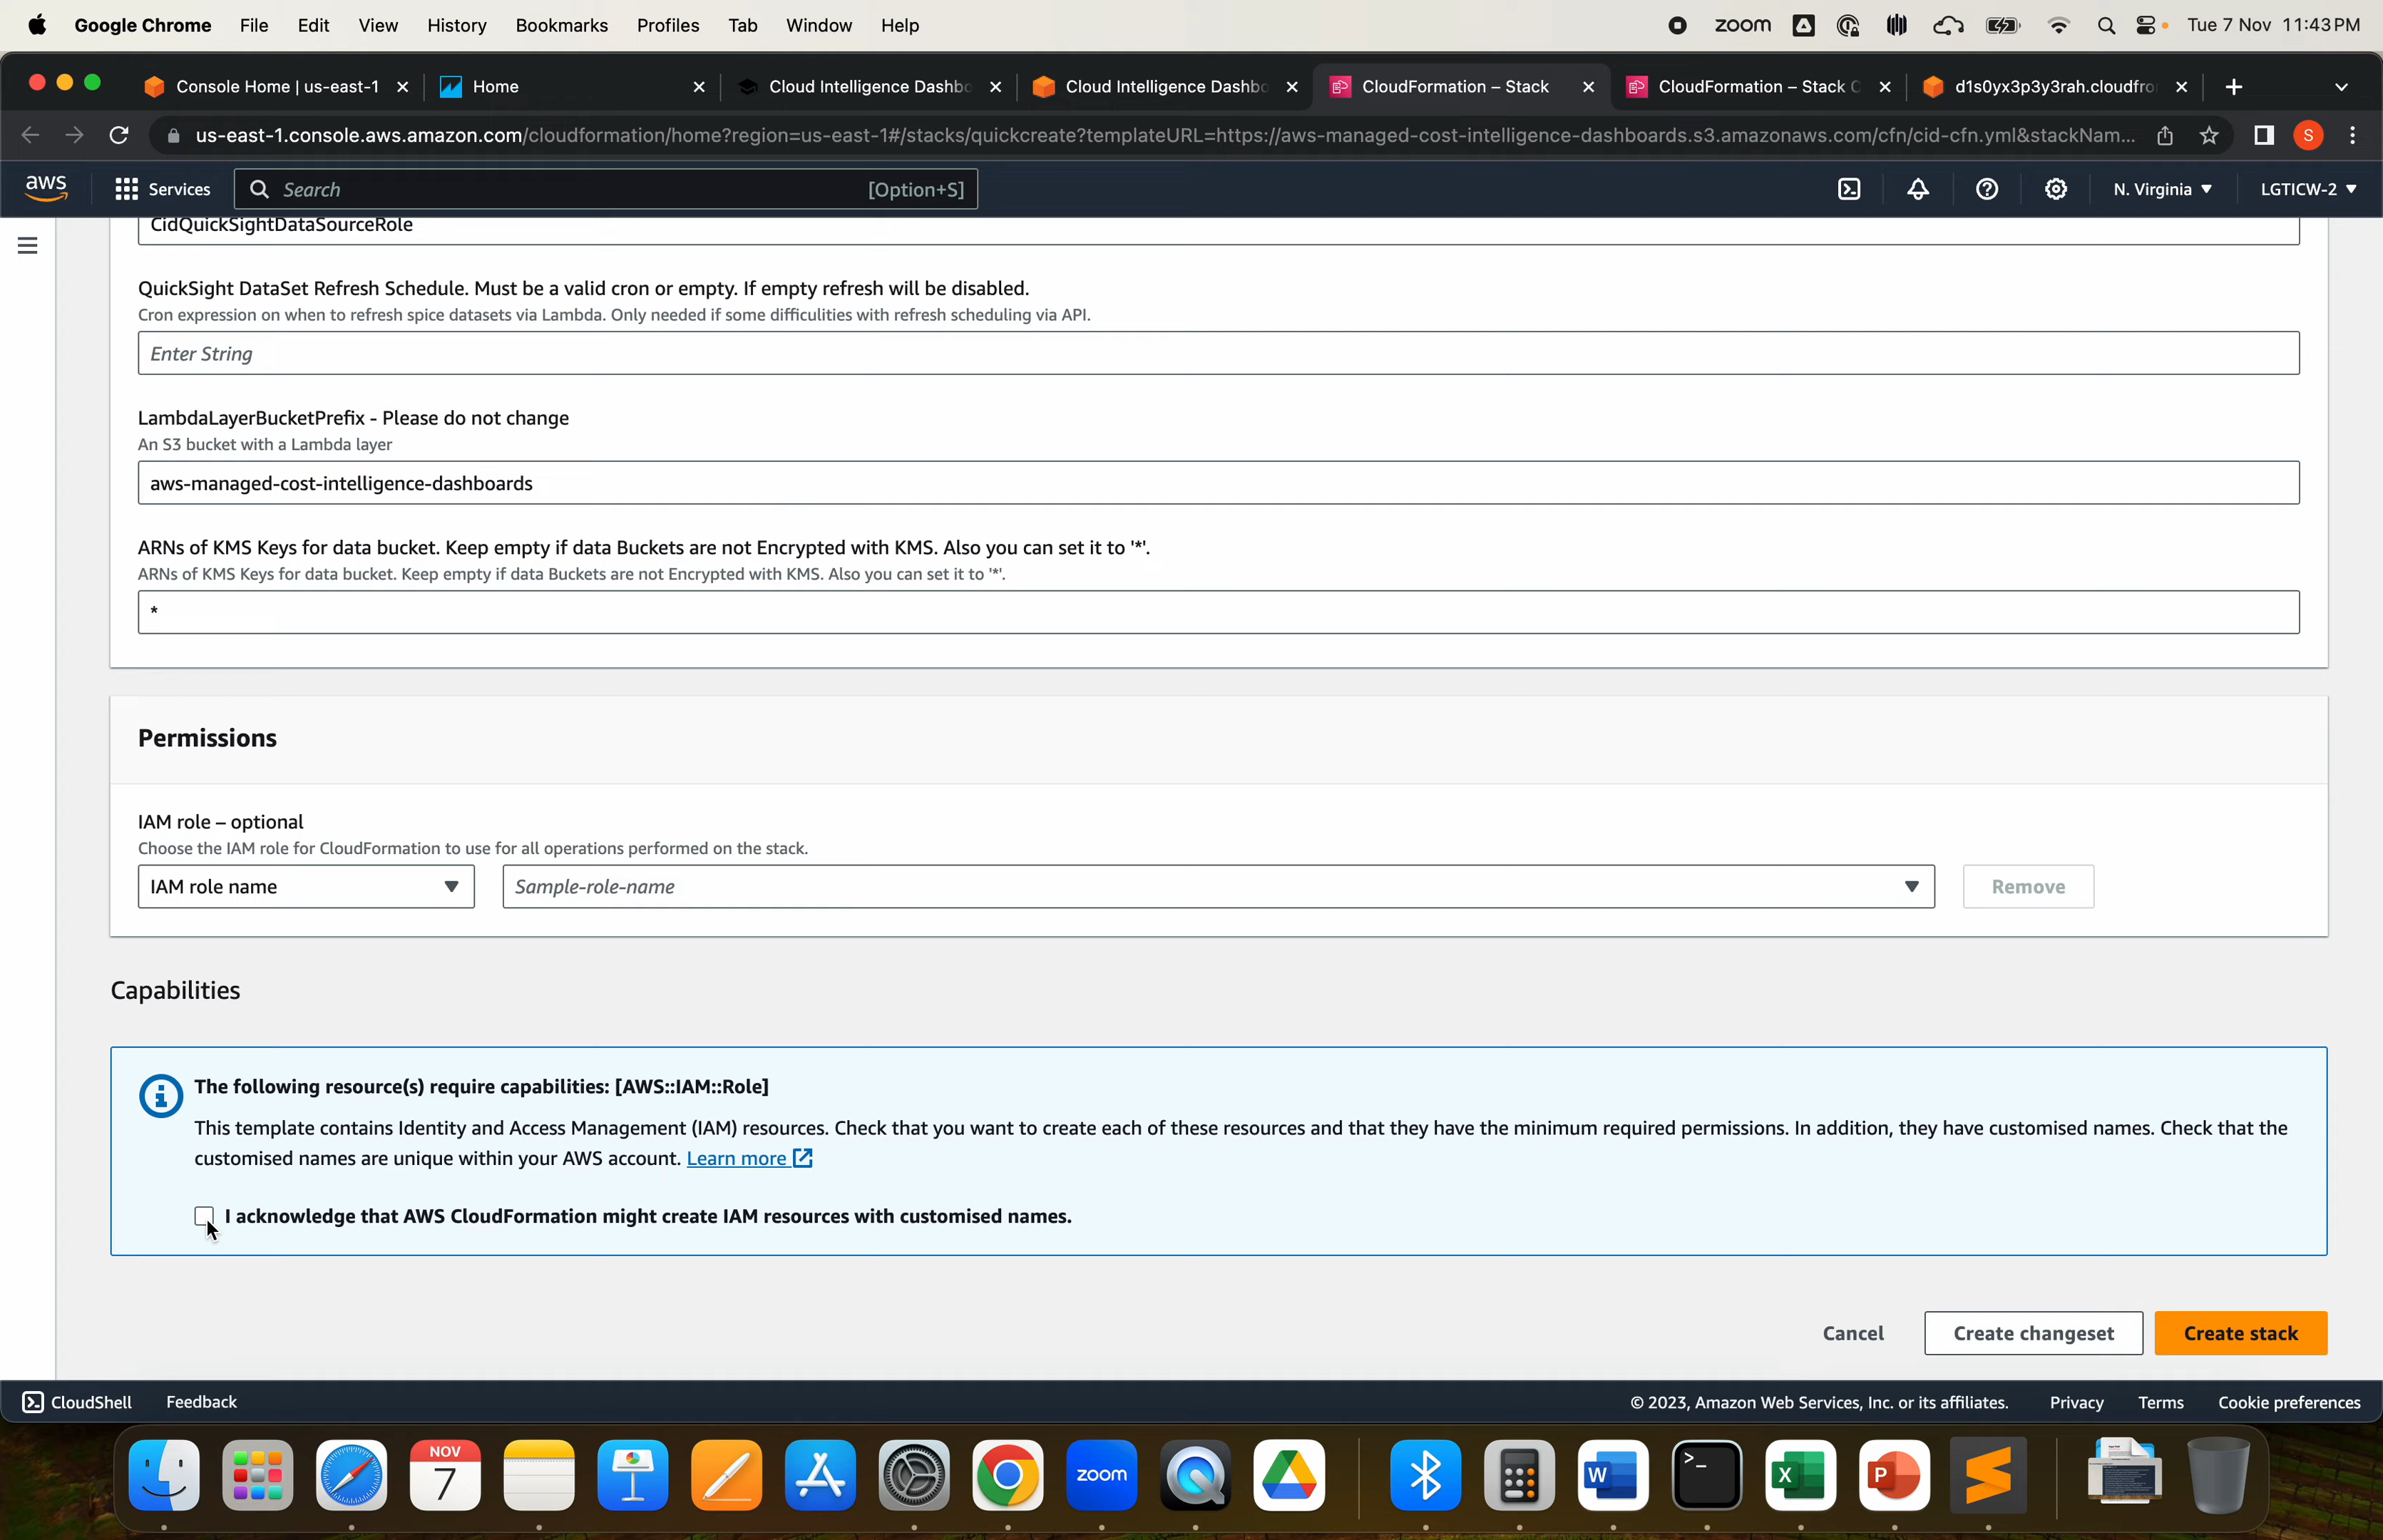 Google Chrome File Edit View History Bookmarks Profiles Tab Window Help zoom Tue 7 Nov 11:43 PM
Console Home | us-east-1 Home Cloud Intelligence Dashbo Cloud Intelligence Dashbo CloudFormation – Stack CloudFormation – Stack C d1s0yx3p3y3rah.cloudfro
us-east-1.console.aws.amazon.com/cloudformation/home?region=us-east-1#/stacks/quickcreate?templateURL=https://aws-managed-cost-intelligence-dashboards.s3.amazonaws.com/cfn/cid-cfn.yml&stackNam... S
aws Services Search [Option+S] N. Virginia LGTICW-2
CidQuickSightDataSourceRole
QuickSight DataSet Refresh Schedule. Must be a valid cron or empty. If empty refresh will be disabled.
Cron expression on when to refresh spice datasets via Lambda. Only needed if some difficulities with refresh scheduling via API.
Enter String
LambdaLayerBucketPrefix - Please do not change
An S3 bucket with a Lambda layer
aws-managed-cost-intelligence-dashboards
ARNs of KMS Keys for data bucket. Keep empty if data Buckets are not Encrypted with KMS. Also you can set it to '*'.
ARNs of KMS Keys for data bucket. Keep empty if data Buckets are not Encrypted with KMS. Also you can set it to '*'.
*
Permissions
IAM role – optional
Choose the IAM role for CloudFormation to use for all operations performed on the stack.
IAM role name Sample-role-name Remove
Capabilities
The following resource(s) require capabilities: [AWS::IAM::Role]
This template contains Identity and Access Management (IAM) resources. Check that you want to create each of these resources and that they have the minimum required permissions. In addition, they have customised names. Check that the
customised names are unique within your AWS account. Learn more
I acknowledge that AWS CloudFormation might create IAM resources with customised names.
Cancel Create changeset Create stack
CloudShell Feedback © 2023, Amazon Web Services, Inc. or its affiliates. Privacy Terms Cookie preferences
NOV
7 zoom W X P